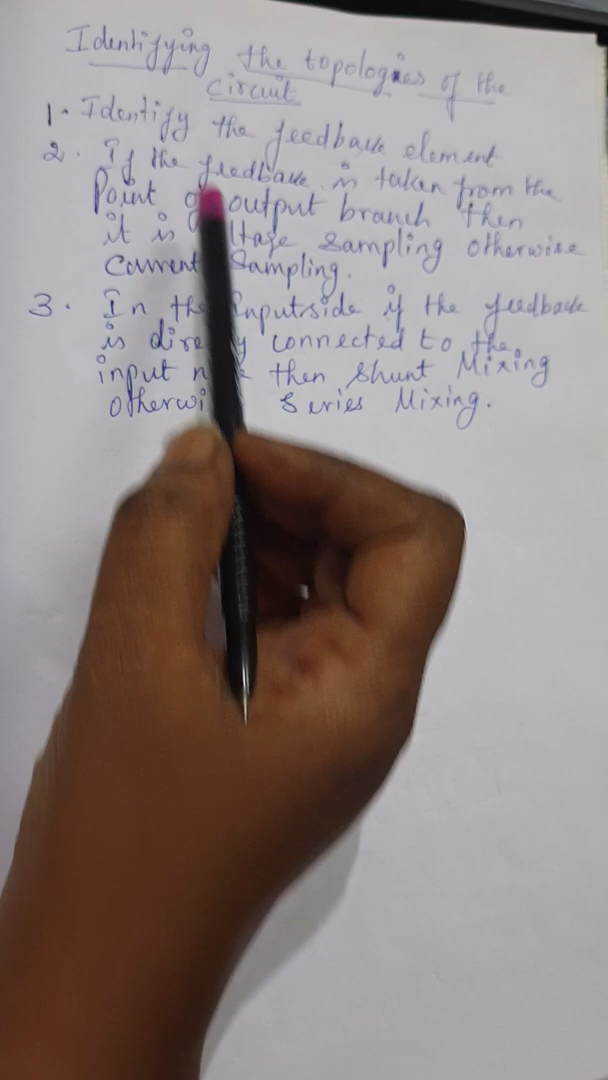 Identifying the topologies of the
circuit
1. Identify the feedback element
2. If the feedback is taken from the
Point of output branch then
it is sampling otherwise
Current Sampling.
3. In the Inputside if the feedback
is connected to the
input then Shunt Mixing
Series Mixing.